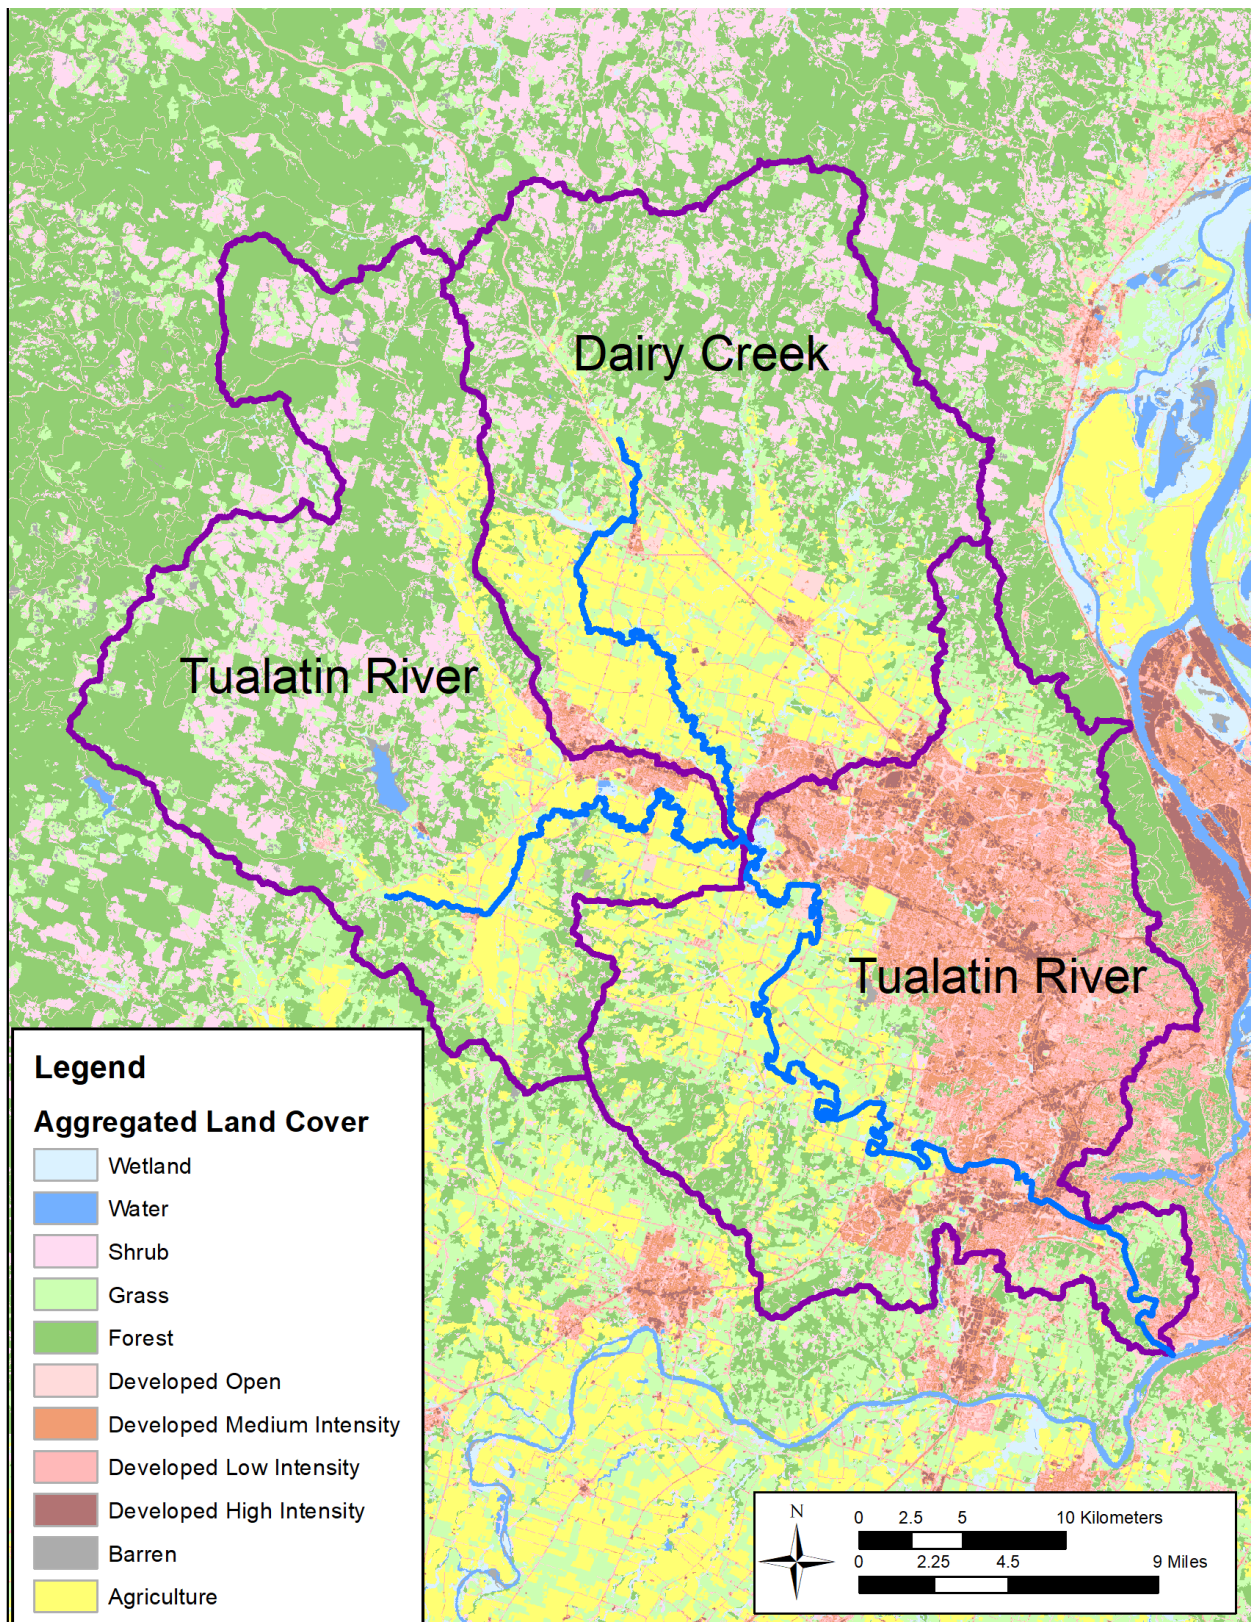 Dairy Creek
Tualatin River
Tualatin River
Legend
Aggregated Land Cover
Wetland
Water
Shrub
Grass
Forest
Developed Open
Developed Medium Intensity
Developed Low Intensity
Developed High Intensity
Barren
Agriculture
N
0 2.5 5 10 Kilometers
0 2.25 4.5 9 Miles